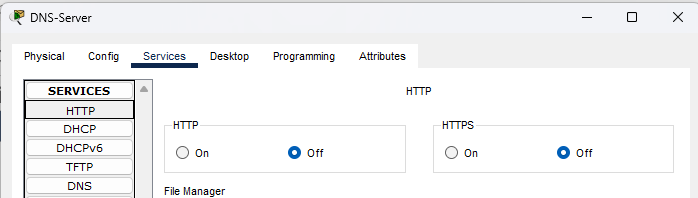 DNS-Server
Physical Config Services Desktop Programming Attributes
SERVICES
HTTP
DHCP
DHCPv6
TFTP
DNS
HTTP
HTTP
On Off
HTTPS
On Off
File Manager